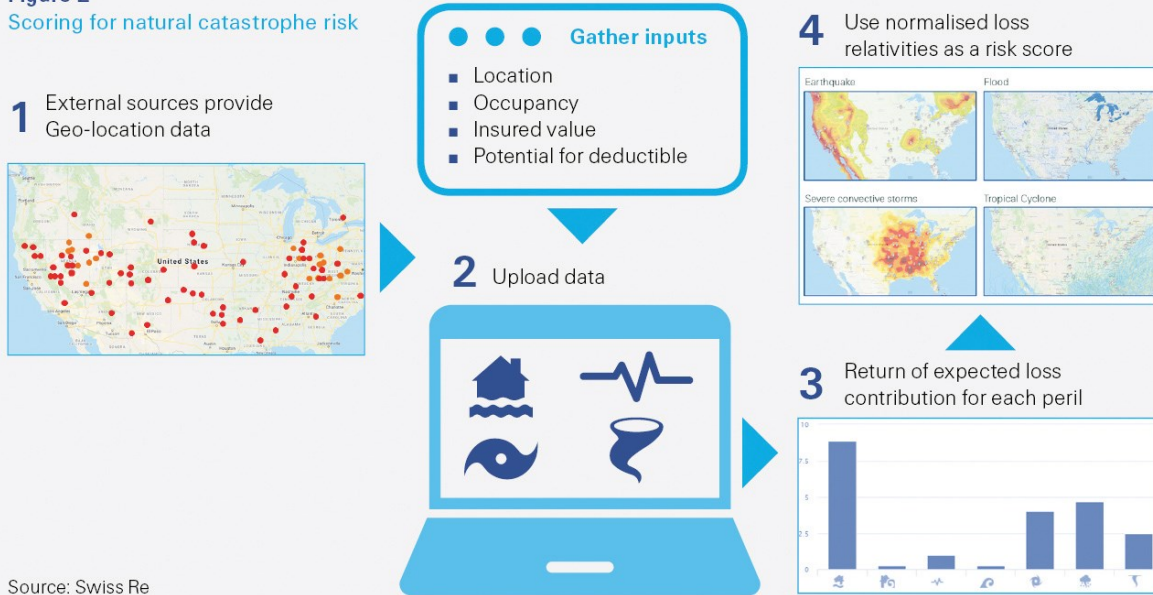 Figure 2
Scoring for natural catastrophe risk
1 External sources provide
Geo-location data
United States
Gather inputs
Location
Occupancy
Insured value
Potential for deductible
2 Upload data
3 Return of expected loss
contribution for each peril
10
7.5
5
2.5
0
4 Use normalised loss
relativities as a risk score
Earthquake
Flood
Severe convective storms
Tropical Cyclone
Source: Swiss Re